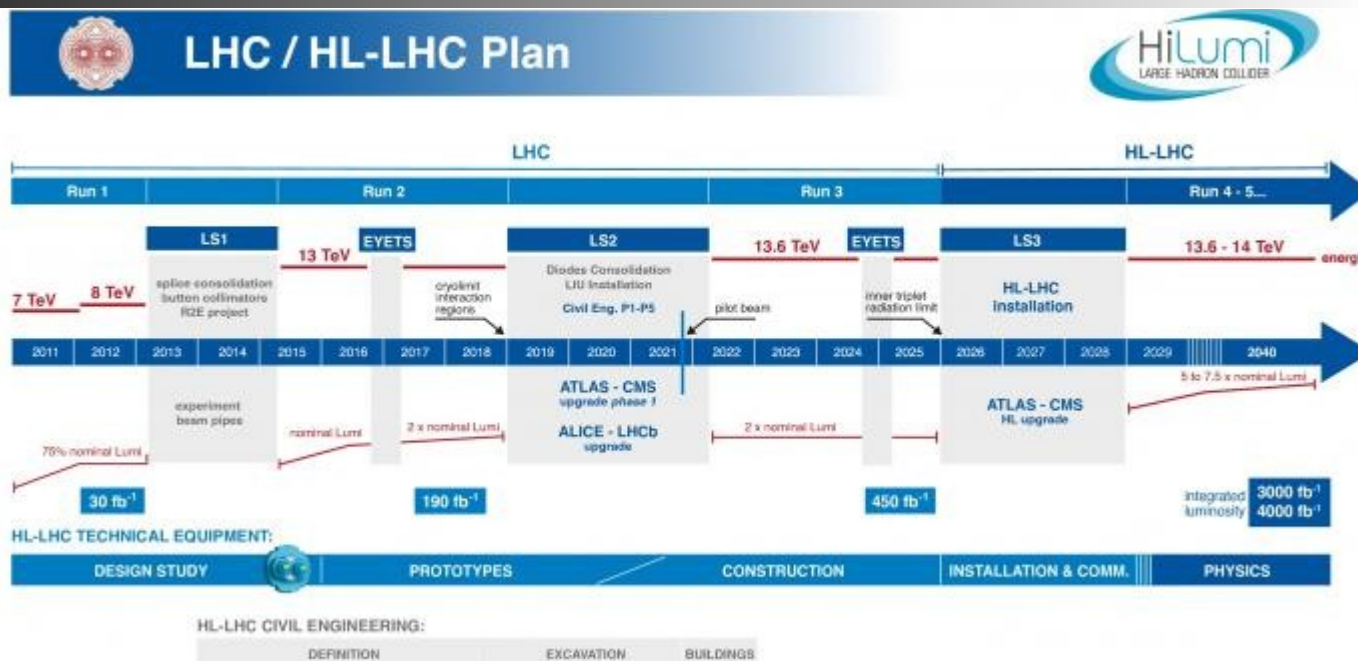 LHC / HL-LHC Plan
HiLumi
LARGE HADRON COLLIDER
LHC
HL-LHC
Run 1
Run 2
Run 3
Run 4 - 5...
LS1
EYETS
LS2
EYETS
LS3
13 TeV
13.6 TeV
13.6 - 14 TeV
energ
7 TeV
8 TeV
splice consolidation
button collimators
R2E project
cryolimit
interaction
regions
Diodes Consolidation
LIU Installation
Civil Eng. P1-P5
pilot beam
inner triplet
radiation limit
HL-LHC
installation
2011
2012
2013
2014
2015
2016
2017
2018
2019
2020
2021
2022
2023
2024
2025
2026
2027
2028
2029
2040
5 to 7.5 x nominal Lumi
experiment
beam pipes
ATLAS - CMS
upgrade phase 1
ALICE - LHCb
upgrade
ATLAS - CMS
HL upgrade
75% nominal Lumi
nominal Lumi
2 x nominal Lumi
2 x nominal Lumi
30 fb⁻¹
190 fb⁻¹
450 fb⁻¹
integrated
luminosity
3000 fb⁻¹
4000 fb⁻¹
HL-LHC TECHNICAL EQUIPMENT:
DESIGN STUDY
PROTOTYPES
CONSTRUCTION
INSTALLATION & COMM.
PHYSICS
HL-LHC CIVIL ENGINEERING:
DEFINITION
EXCAVATION
BUILDINGS